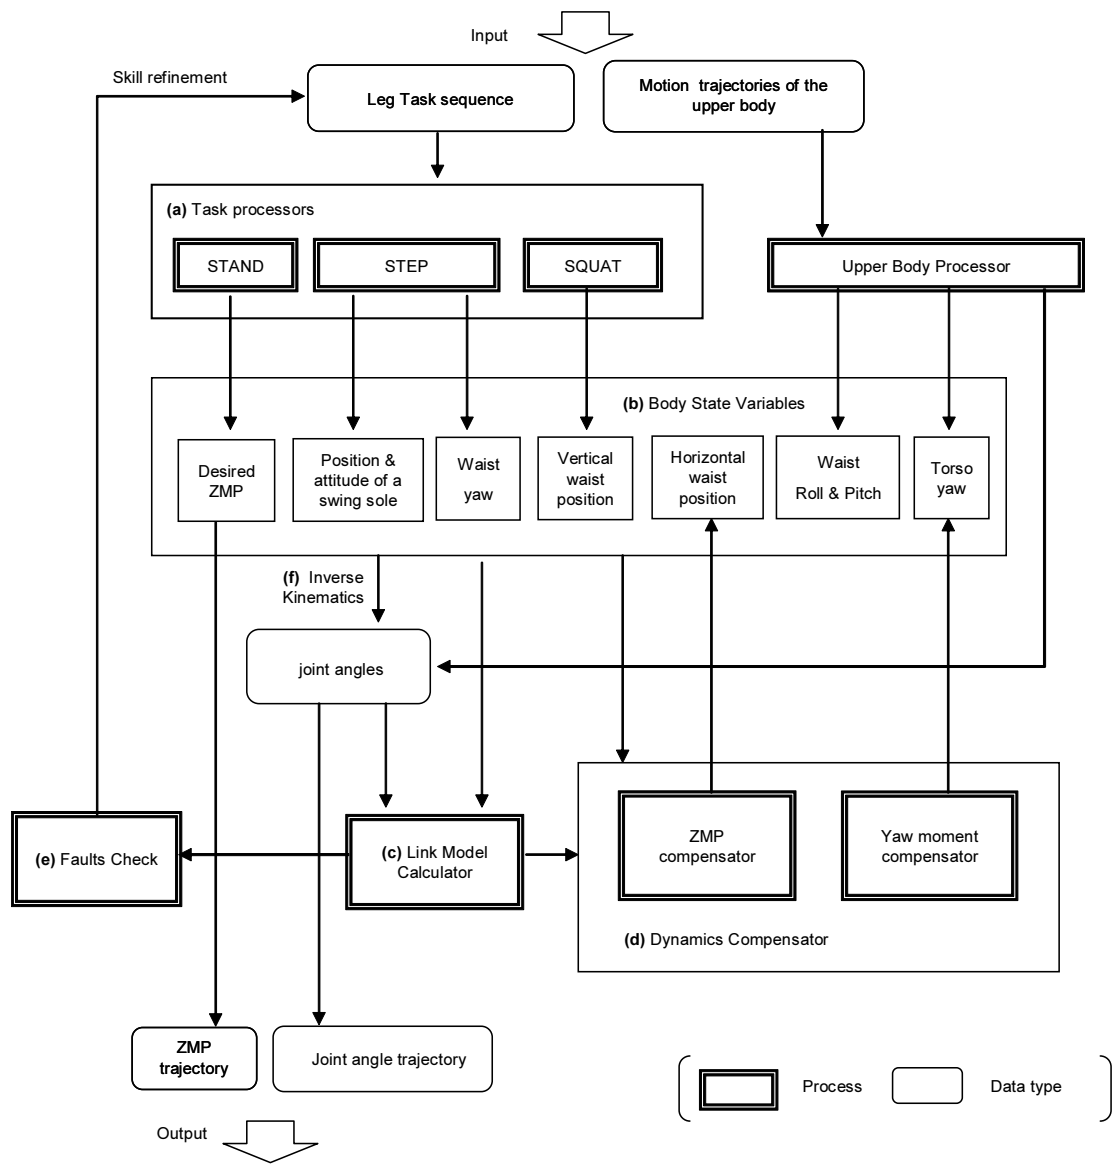 Input
Skill refinement
Leg Task sequence
Motion trajectories of the
upper body
(a) Task processors
STAND
STEP
SQUAT
Upper Body Processor
(b) Body State Variables
Desired
ZMP
Position &
attitude of a
swing sole
Waist
yaw
Vertical
waist
position
Horizontal
waist
position
Waist
Roll & Pitch
Torso
yaw
(f) Inverse
Kinematics
joint angles
(e) Faults Check
(c) Link Model
Calculator
ZMP
compensator
Yaw moment
compensator
(d) Dynamics Compensator
ZMP
trajectory
Joint angle trajectory
Process
Data type
Output